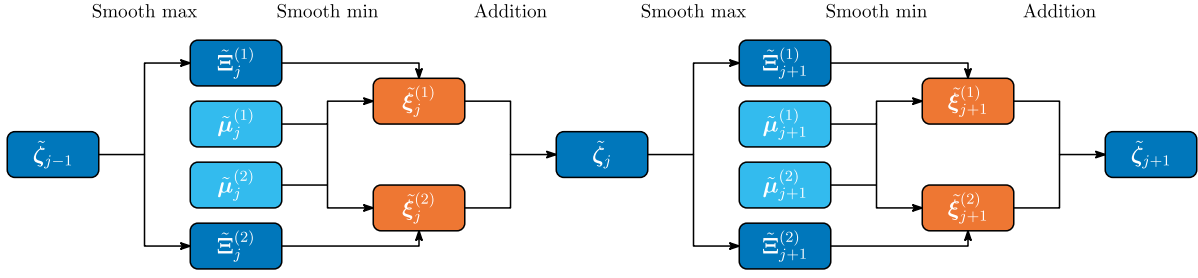 Smooth max Smooth min Addition Smooth max Smooth min Addition
Ξ̃_j^(1) Ξ̃_{j+1}^(1)
ξ̃_j^(1) ξ̃_{j+1}^(1)
μ̃_j^(1) μ̃_{j+1}^(1)
ζ̃_{j−1} ζ̃_j ζ̃_{j+1}
μ̃_j^(2) μ̃_{j+1}^(2)
ξ̃_j^(2) ξ̃_{j+1}^(2)
Ξ̃_j^(2) Ξ̃_{j+1}^(2)